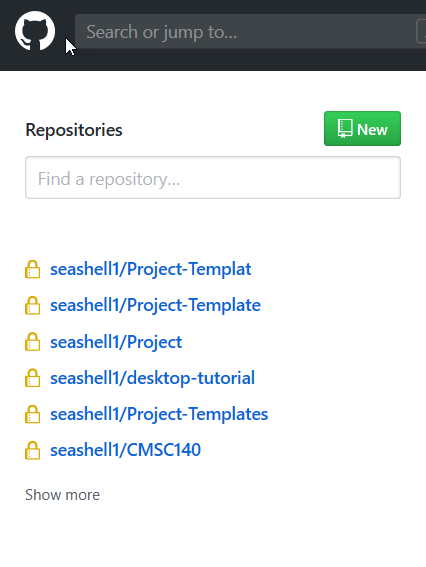 Search or jump to...
Repositories
New
Find a repository...
seashell1/Project-Templat
seashell1/Project-Template
seashell1/Project
seashell1/desktop-tutorial
seashell1/Project-Templates
seashell1/CMSC140
Show more